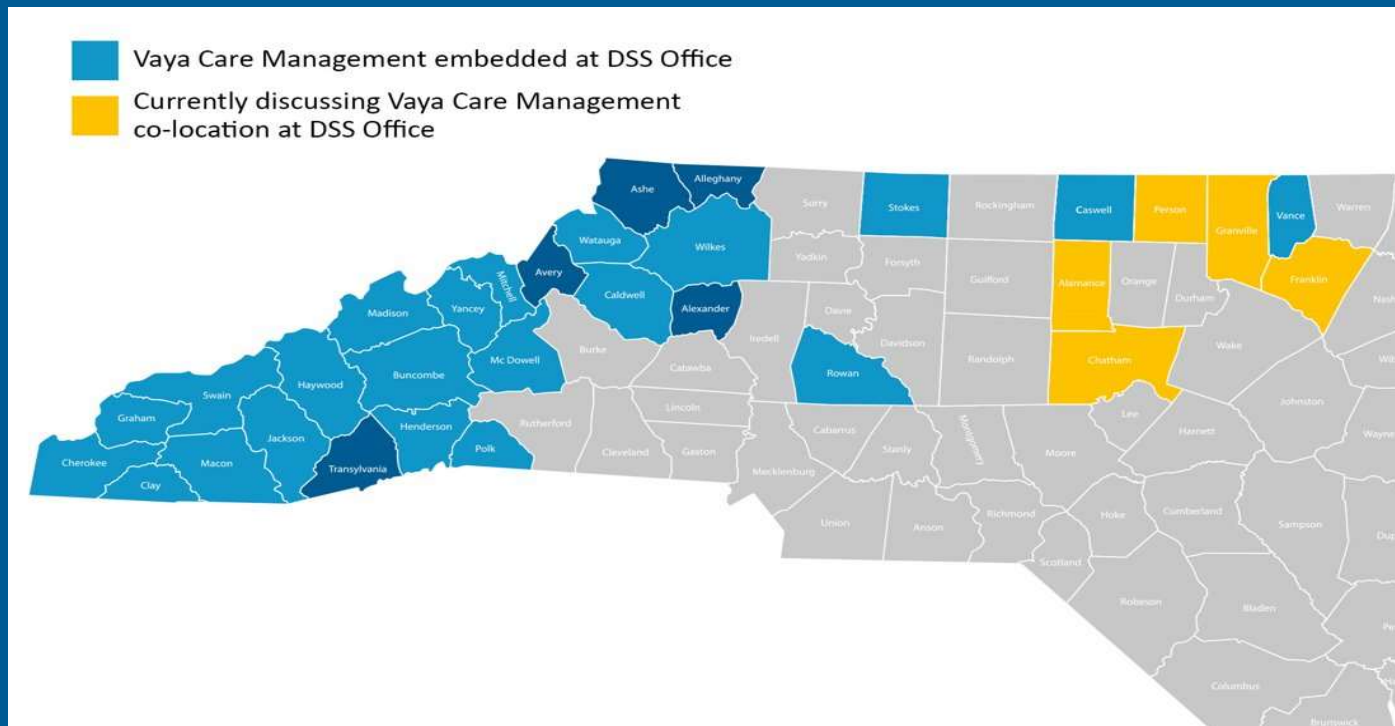 Vaya Care Management embedded at DSS Office
Currently discussing Vaya Care Management
co-location at DSS Office
Ashe
Alleghany
Sorry
Stokes
Rockingham
Caswell
Person
Granville
Vance
Warren
Watauga
Wilkes
Yadkin
Forsyth
Guilford
Alamance
Orange
Durham
Franklin
Avery
Mitchell
Caldwell
Alexander
Iredell
Davie
Davidson
Randolph
Chatham
Wake
Madison
Yancey
Mc Dowell
Burke
Rowan
Johnston
Swain
Haywood
Buncombe
Lincoln
Graham
Jackson
Henderson
Polk
Rutherford
Cleveland
Cabarrus
Stanly
Montgomery
Moore
Lee
Harnett
Wayne
Cherokee
Macon
Clay
Transylvania
Mecklenburg
Union
Anson
Richmond
Hoke
Cumberland
Sampson
Dup
Scotland
Robeson
Bladen
Columbus
Brunswick